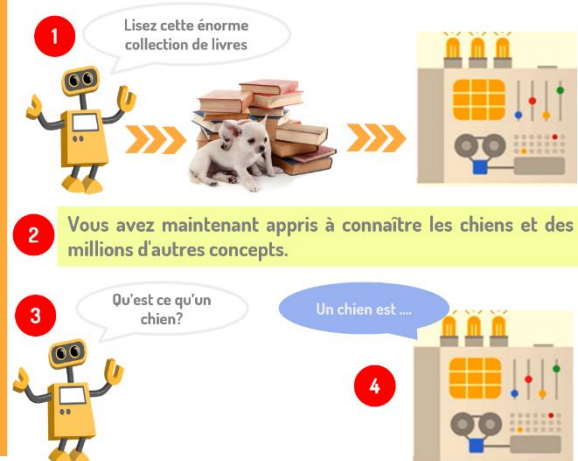 1
Lisez cette énorme
collection de livres
2
Vous avez maintenant appris à connaître les chiens et des
millions d'autres concepts.
3
Qu'est ce qu'un
chien?
Un chien est ....
4